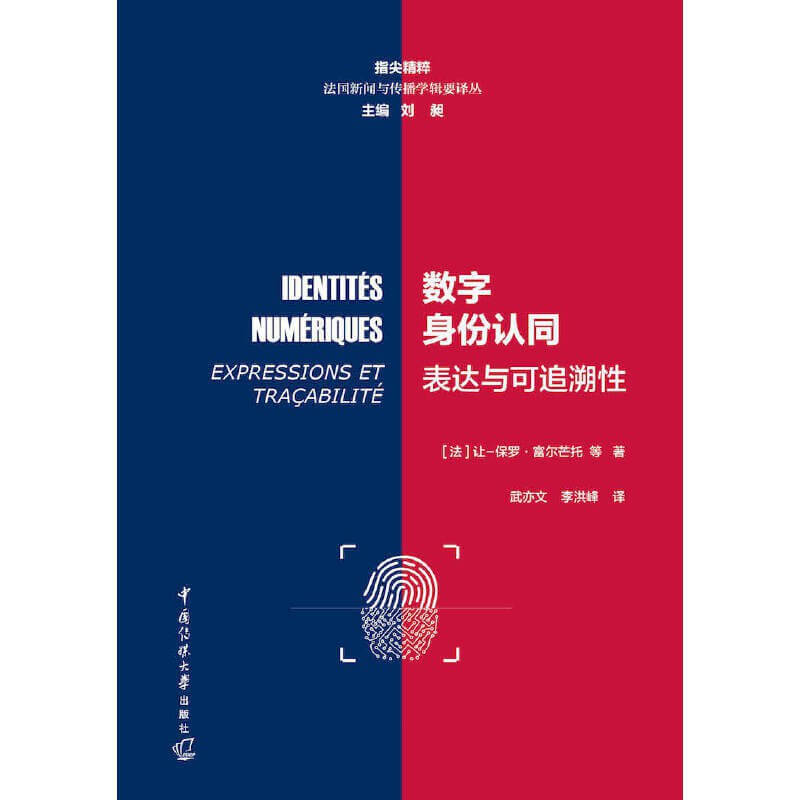 指尖精粹
法国新闻与传播学辑要译丛
主编 刘 昶
IDENTITÉS
NUMÉRIQUES
EXPRESSIONS ET
TRAÇABILITÉ
数字
身份认同
表达与可追溯性
[法]让-保罗·富尔芒托 等 著
武亦文 李洪峰 译
中国传媒大学出版社